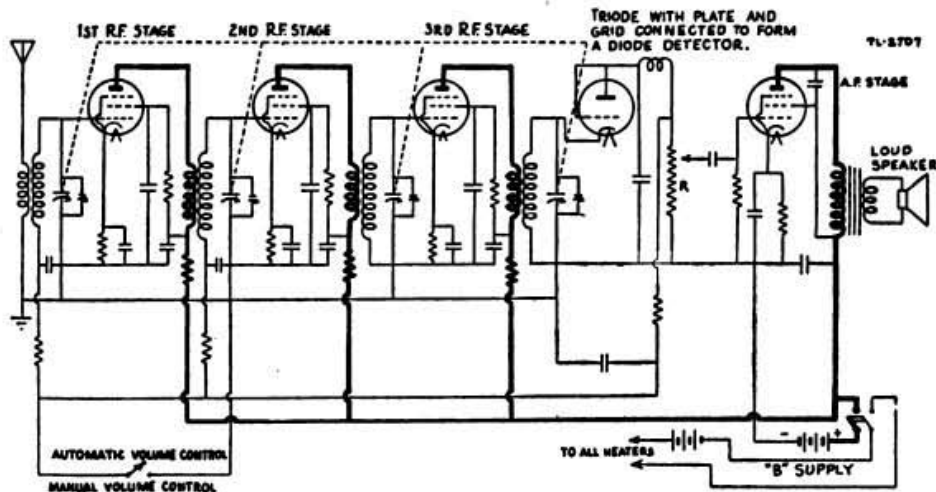 1ST R.F. STAGE
2ND R.F. STAGE
3RD R.F. STAGE
TRIODE WITH PLATE AND
GRID CONNECTED TO FORM
A DIODE DETECTOR.
TL-2707
A.F. STAGE
LOUD
SPEAKER
R
AUTOMATIC VOLUME CONTROL
MANUAL VOLUME CONTROL
TO ALL HEATERS
- +
"B" SUPPLY